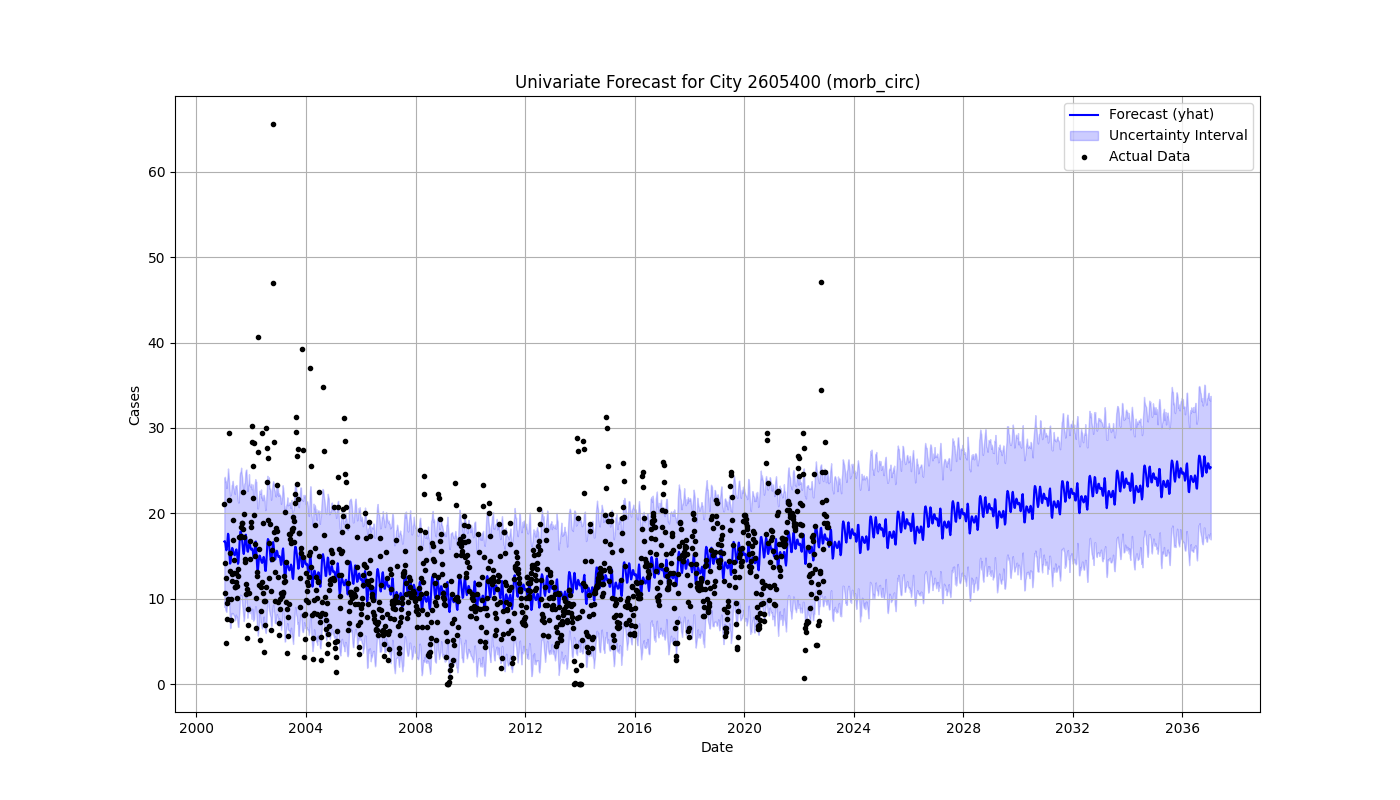 Univariate Forecast for City 2605400 (morb_circ)
Forecast (yhat)
Uncertainty Interval
Actual Data
Cases
60
50
40
30
20
10
0
2000 2004 2008 2012 2016 2020 2024 2028 2032 2036
Date